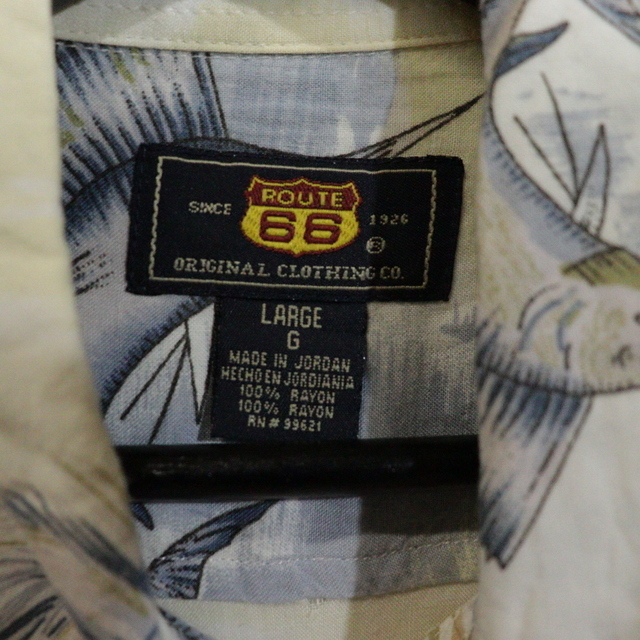 ROUTE
SINCE 66 1926
®
ORIGINAL CLOTHING CO.
LARGE
G
MADE IN JORDAN
HECHO EN JORDIANIA
100% RAYON
100% RAYON
RN# 99621